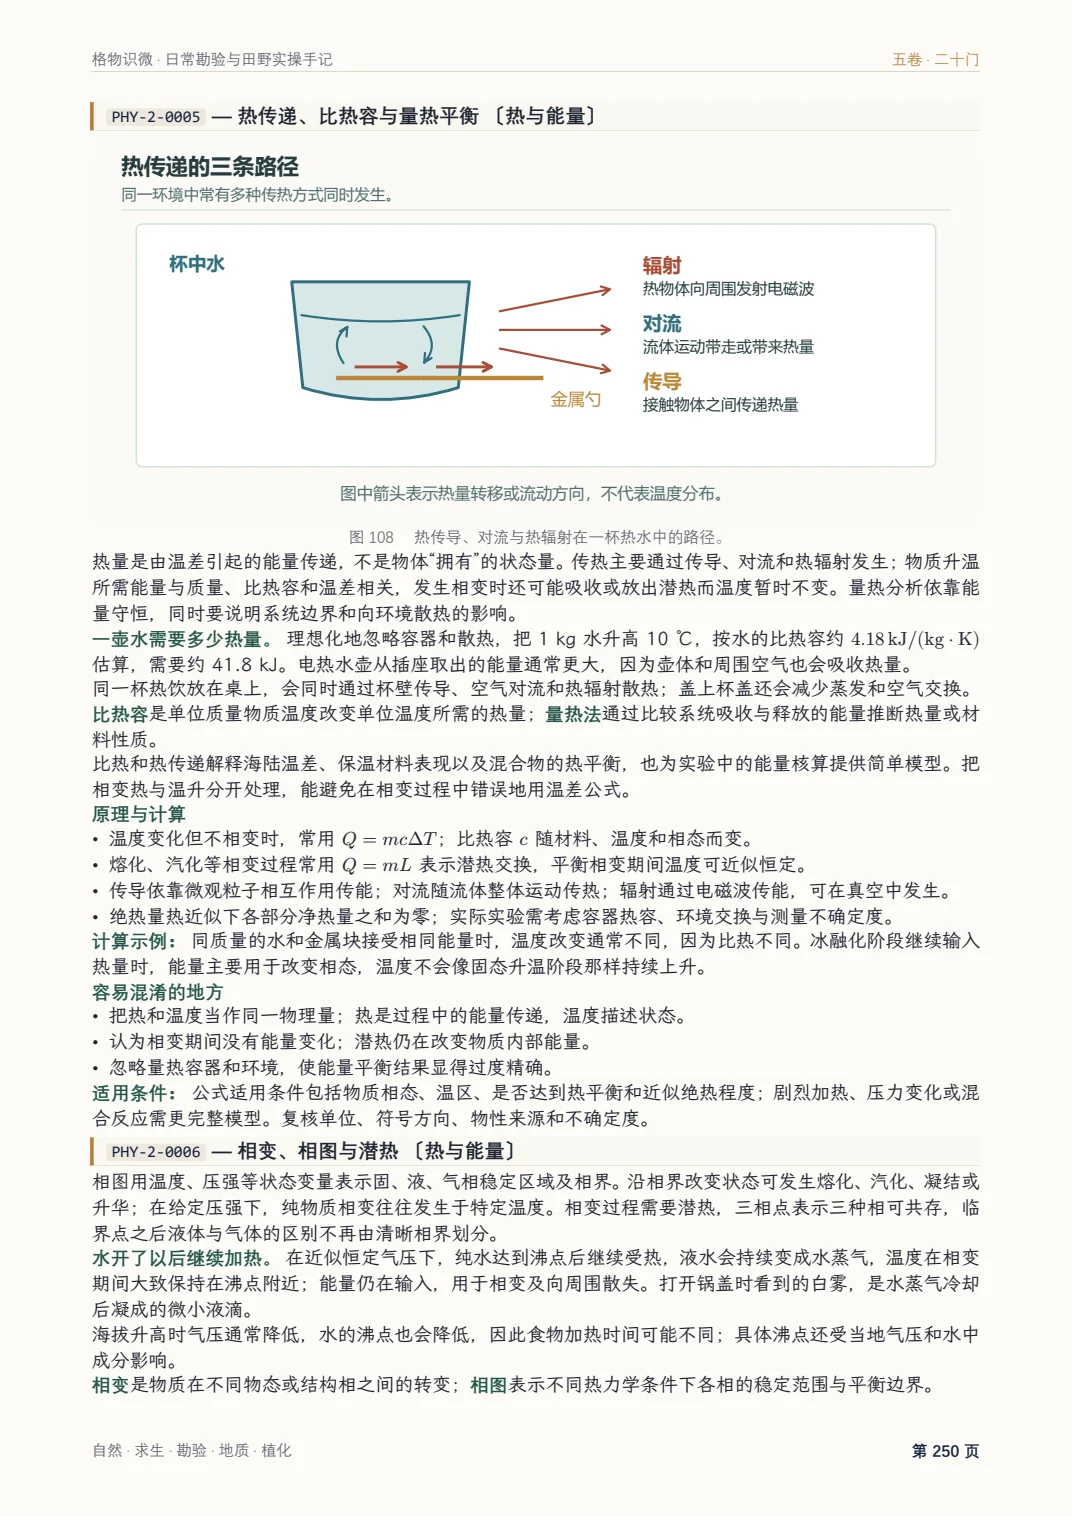 格物识微 · 日常勘验与田野实操手记
五卷 · 二十门
PHY-2-0005 — 热传递、比热容与量热平衡 〔热与能量〕
热传递的三条路径
同一环境中常有多种传热方式同时发生。
杯中水
辐射
热物体向周围发射电磁波
对流
流体运动带走或带来热量
传导
接触物体之间传递热量
金属勺
图中箭头表示热量转移或流动方向，不代表温度分布。
图 108 热传导、对流与热辐射在一杯热水中的路径。
热量是由温差引起的能量传递，不是物体“拥有”的状态量。传热主要通过传导、对流和热辐射发生；物质升温
所需能量与质量、比热容和温差相关，发生相变时还可能吸收或放出潜热而温度暂时不变。量热分析依靠能
量守恒，同时要说明系统边界和向环境散热的影响。
一壶水需要多少热量。 理想化地忽略容器和散热，把 1 kg 水升高 10 ℃，按水的比热容约 4.18 kJ/(kg · K)
估算，需要约 41.8 kJ。电热水壶从插座取出的能量通常更大，因为壶体和周围空气也会吸收热量。
同一杯热饮放在桌上，会同时通过杯壁传导、空气对流和热辐射散热；盖上杯盖还会减少蒸发和空气交换。
比热容是单位质量物质温度改变单位温度所需的热量；量热法通过比较系统吸收与释放的能量推断热量或材
料性质。
比热和热传递解释海陆温差、保温材料表现以及混合物的热平衡，也为实验中的能量核算提供简单模型。把
相变热与温升分开处理，能避免在相变过程中错误地用温差公式。
原理与计算
• 温度变化但不相变时，常用 Q = mcΔT；比热容 c 随材料、温度和相态而变。
• 熔化、汽化等相变过程常用 Q = mL 表示潜热交换，平衡相变期间温度可近似恒定。
• 传导依靠微观粒子相互作用传能；对流随流体整体运动传热；辐射通过电磁波传能，可在真空中发生。
• 绝热量热近似下各部分净热量之和为零；实际实验需考虑容器热容、环境交换与测量不确定度。
计算示例： 同质量的水和金属块接受相同能量时，温度改变通常不同，因为比热不同。冰融化阶段继续输入
热量时，能量主要用于改变相态，温度不会像固态升温阶段那样持续上升。
容易混淆的地方
• 把热和温度当作同一物理量；热是过程中的能量传递，温度描述状态。
• 认为相变期间没有能量变化；潜热仍在改变物质内部能量。
• 忽略量热容器和环境，使能量平衡结果显得过度精确。
适用条件： 公式适用条件包括物质相态、温区、是否达到热平衡和近似绝热程度；剧烈加热、压力变化或混
合反应需更完整模型。复核单位、符号方向、物性来源和不确定度。
PHY-2-0006 — 相变、相图与潜热 〔热与能量〕
相图用温度、压强等状态变量表示固、液、气相稳定区域及相界。沿相界改变状态可发生熔化、汽化、凝结或
升华；在给定压强下，纯物质相变往往发生于特定温度。相变过程需要潜热，三相点表示三种相可共存，临
界点之后液体与气体的区别不再由清晰相界划分。
水开了以后继续加热。 在近似恒定气压下，纯水达到沸点后继续受热，液水会持续变成水蒸气，温度在相变
期间大致保持在沸点附近；能量仍在输入，用于相变及向周围散失。打开锅盖时看到的白雾，是水蒸气冷却
后凝成的微小液滴。
海拔升高时气压通常降低，水的沸点也会降低，因此食物加热时间可能不同；具体沸点还受当地气压和水中
成分影响。
相变是物质在不同物态或结构相之间的转变；相图表示不同热力学条件下各相的稳定范围与平衡边界。
自然 · 求生 · 勘验 · 地质 · 植化
第 250 页